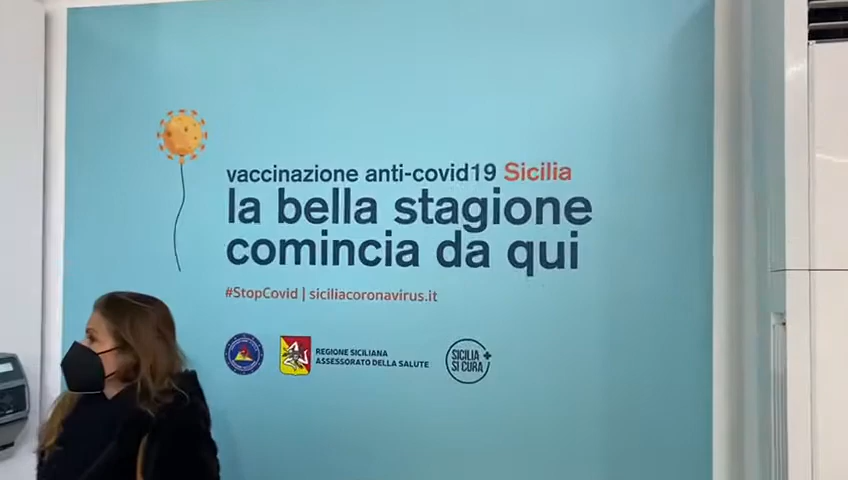 vaccinazione anti-covid19 Sicilia
la bella stagione
comincia da qui
#StopCovid | siciliacoronavirus.it
REGIONE SICILIANA
ASSESSORATO DELLA SALUTE
SICILIA
SI CURA